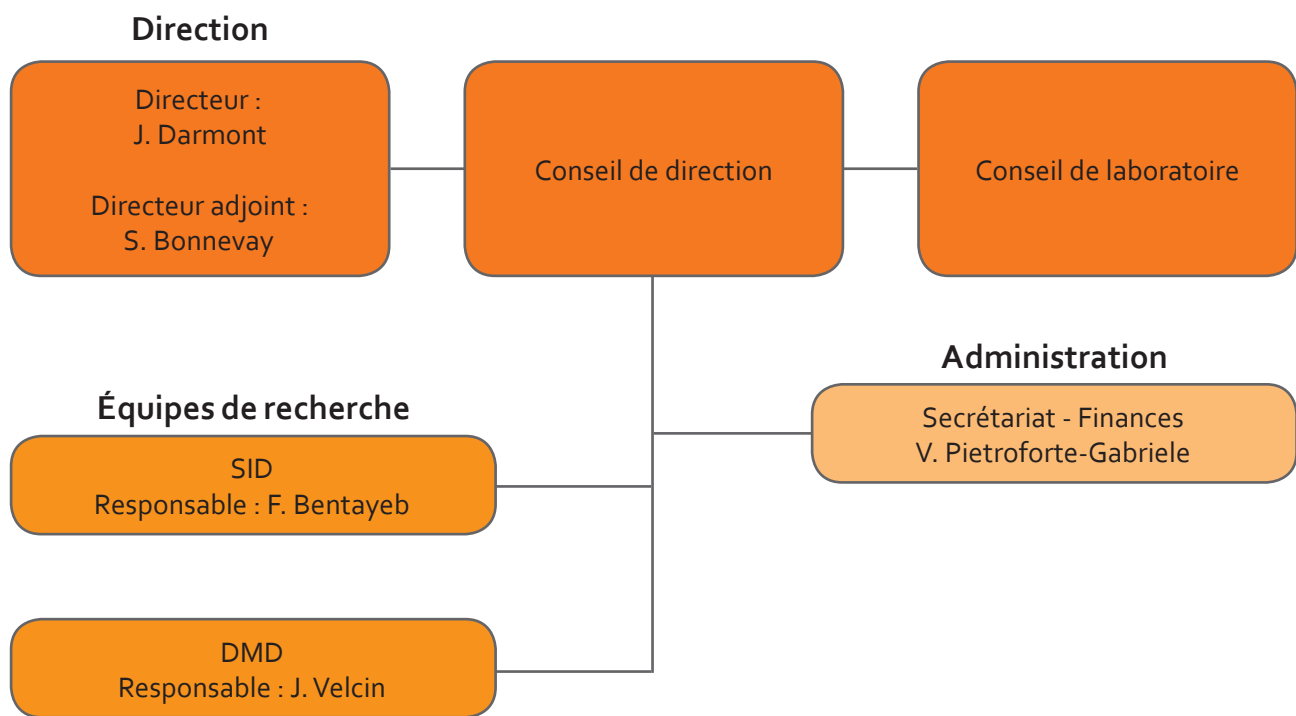 Direction
Directeur :
J. Darmont
Directeur adjoint :
S. Bonnevay
Conseil de direction
Conseil de laboratoire
Administration
Secrétariat - Finances
V. Pietroforte-Gabriele
Équipes de recherche
SID
Responsable : F. Bentayeb
DMD
Responsable : J. Velcin